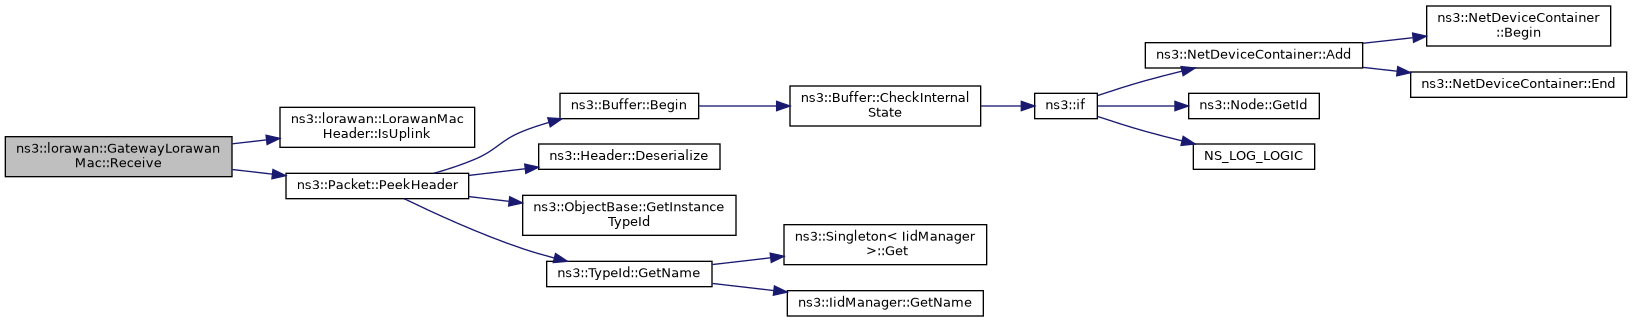 ns3::lorawan::GatewayLorawan
Mac::Receive
ns3::lorawan::LorawanMac
Header::IsUplink
ns3::Packet::PeekHeader
ns3::Buffer::Begin
ns3::Header::Deserialize
ns3::ObjectBase::GetInstance
TypeId
ns3::TypeId::GetName
ns3::Buffer::CheckInternal
State
ns3::Singleton< IidManager
>::Get
ns3::IidManager::GetName
ns3::if
ns3::NetDeviceContainer::Add
ns3::Node::GetId
NS_LOG_LOGIC
ns3::NetDeviceContainer
::Begin
ns3::NetDeviceContainer::End